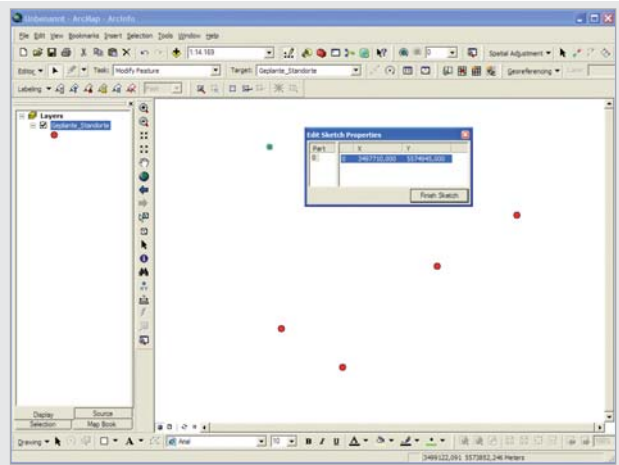 Unbenannt - ArcMap - ArcInfo
File Edit View Bookmarks Insert Selection Tools Window Help
1:14.169
Spatial Adjustment
Editor Task: Modify Feature Target: Geplante_Standorte
Georeferencing
Labeling
Layers
Geplante_Standorte
Edit Sketch Properties
Part X Y
0 0 3497710,000 5574945,000
Finish Sketch
Display Source
Selection Map Book
Drawing A Arial 10 B I U A
3499122,091 5573852,246 Meters